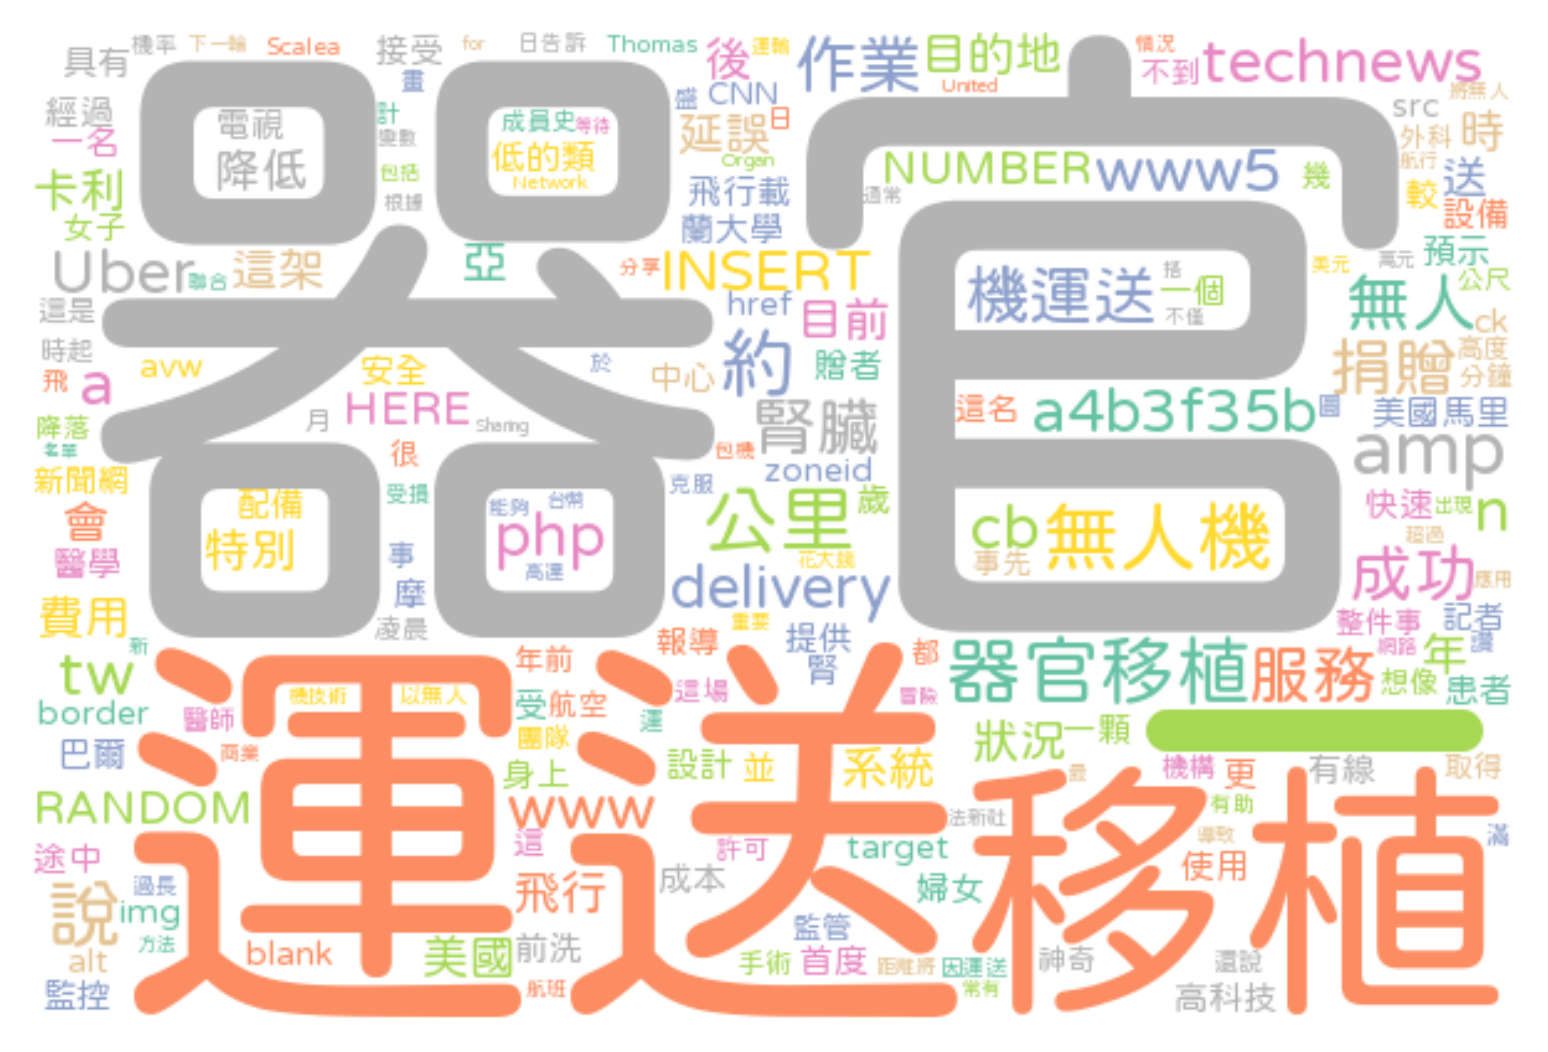 具有 機率 下一輪 Scalea 接受 for 日告訴 Thomas 後 運輸 作業 目的地 情況 不到 technews
畫 盛 CNN United 將無人
經過 電視 計 成員史 等待 延誤 日 src 外科 時
一名 降低 變數 低的類 Organ NUMBER www5 幾 航行
卡利 包括 Network 飛行載 通常 較 送
女子 根據 蘭大學 設備
Uber 聯合 這架 亞 分享 INSERT 機運送 括 一個 美元 萬元 預示
器官
這是 href 目前 不僅 無人 公尺
時起 avw 安全 於 中心 約 贈者 捐贈 ck 高度
飛 a 分鐘
月 HERE Sharing 腎臟 這名 a4b3f35b 圆 美國馬里
降落 名單 很 包機 amp
新聞網 配備 受損 能夠 台幣 克服 zoneid 公里 歲 快速 出現 n
會 特別 php cb 無人機 超過
醫學 事 高達 花大錢 事先 成功 應用
費用 摩 delivery 重要 整件事 記者
凌晨 報導 提供 器官移植 服務 網路 年 讚
tw 新 年前 腎 都 想像 患者
運送 機技術 以無人 這場 冒險 一
border 醫師 受 航空 運 狀況 一顆
巴爾 商業 團隊 設計 並 系統 機構 更 有線 取得
身上 最
RANDOM www 法新社 移植 有助
途中 這 許可 target 導致 滿
過長 成本 婦女 使用
說 img 飛行
方法 監管
alt blank 美國 前洗 手術 首度 距離將 因運送 神奇 還說
監控 航班 常有 高科技